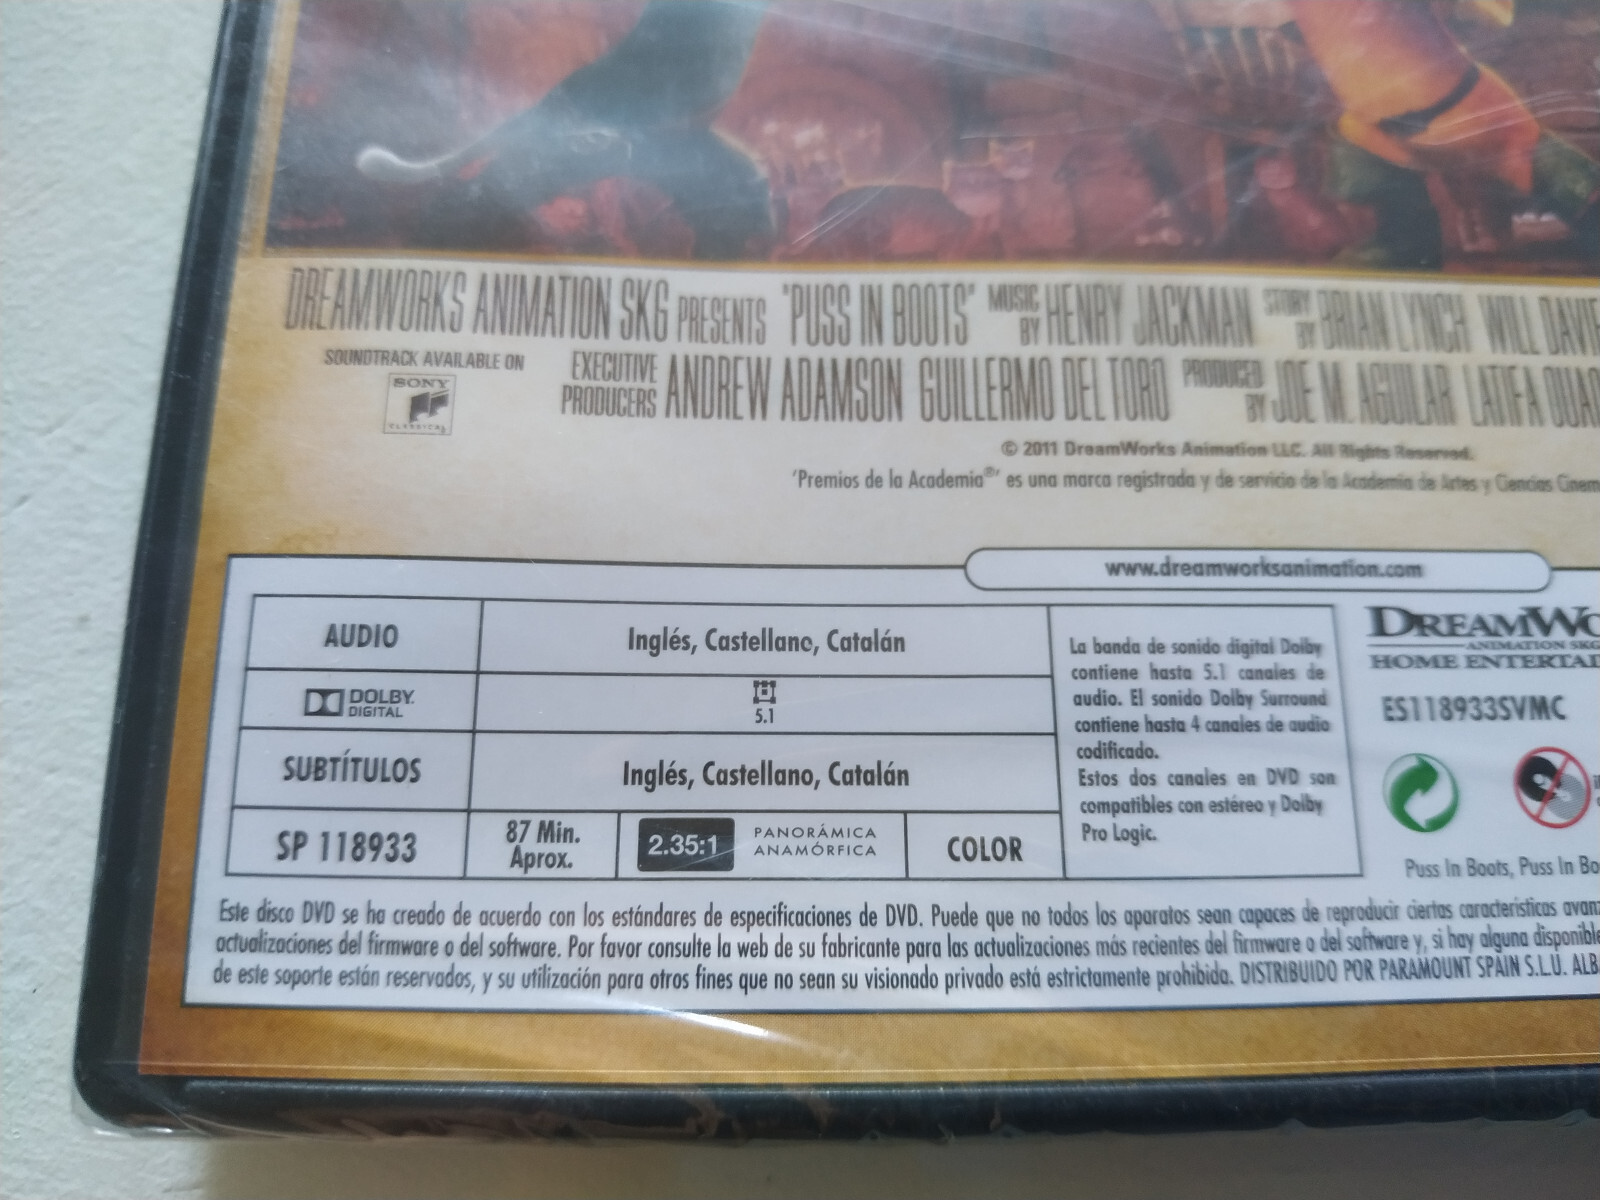 DREAMWORKS ANIMATION SKG PRESENTS "PUSS IN BOOTS" MUSIC BY HENRY JACKMAN STORY BY BRIAN LYNCH WILL
SOUNDTRACK AVAILABLE ON
SONY
CLASSICAL
EXECUTIVE PRODUCERS ANDREW ADAMSON GUILLERMO DEL TORO PRODUCED BY JOE M. AGUILAR LATIFA
© 2011 DreamWorks Animation LLC. All Rights Reserved.
'Premios de la Academia®' es una marca registrada y de servicio de la Academia de Artes y Ciencias
www.dreamworksanimation.com
AUDIO
Inglés, Castellano, Catalán
DOLBY
DIGITAL
5.1
SUBTÍTULOS
Inglés, Castellano, Catalán
SP 118933
87 Min.
Aprox.
2.35:1
PANORÁMICA
ANAMÓRFICA
COLOR
La banda de sonido digital Dolby
contiene hasta 5.1 canales de
audio. El sonido Dolby Surround
contiene hasta 4 canales de audio
codificado.
Estos dos canales en DVD son
compatibles con estéreo y Dolby
Pro Logic.
ANIMATION SKG
HOME
ES118933SVMC
Puss In Boots, Puss In
Este disco DVD se ha creado de acuerdo con los estándares de especificaciones de DVD. Puede que no todos los aparatos sean capaces de reproducir ciertas características
actualizaciones del firmware o del software. Por favor consulte la web de su fabricante para las actualizaciones más recientes del firmware o del software y, si hay alguna
de este soporte están reservados, y su utilización para otros fines que no sean su visionado privado está estrictamente prohibida. DISTRIBUIDO POR PARAMOUNT SPAIN S.L.U.